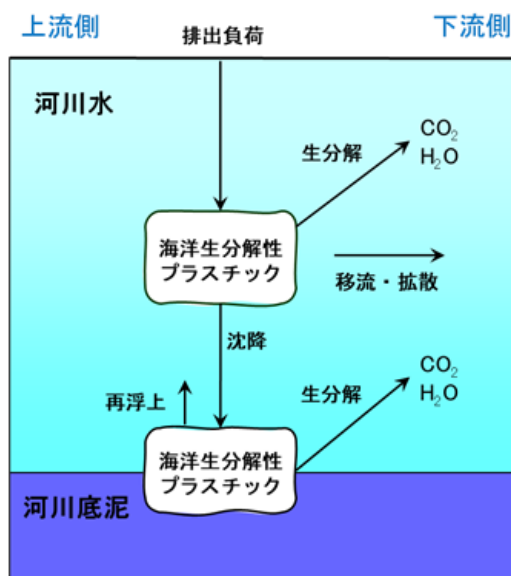 上流側
排出負荷
下流側
河川水
生分解
CO2
H2O
海洋生分解性
プラスチック
移流・拡散
沈降
再浮上
生分解
CO2
H2O
海洋生分解性
プラスチック
河川底泥